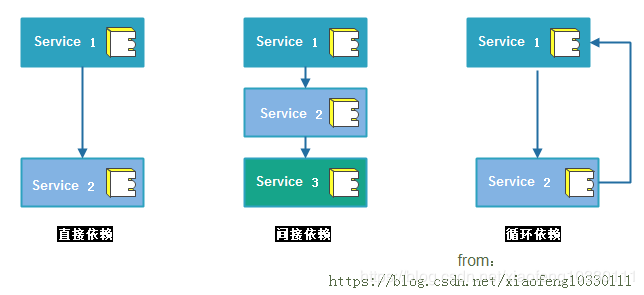 Service 1
Service 1
Service 1
Service 2
Service 2
Service 3
Service 2
直接依赖
间接依赖
循环依赖
from：
https://blog.csdn.net/xiaofeng10330111